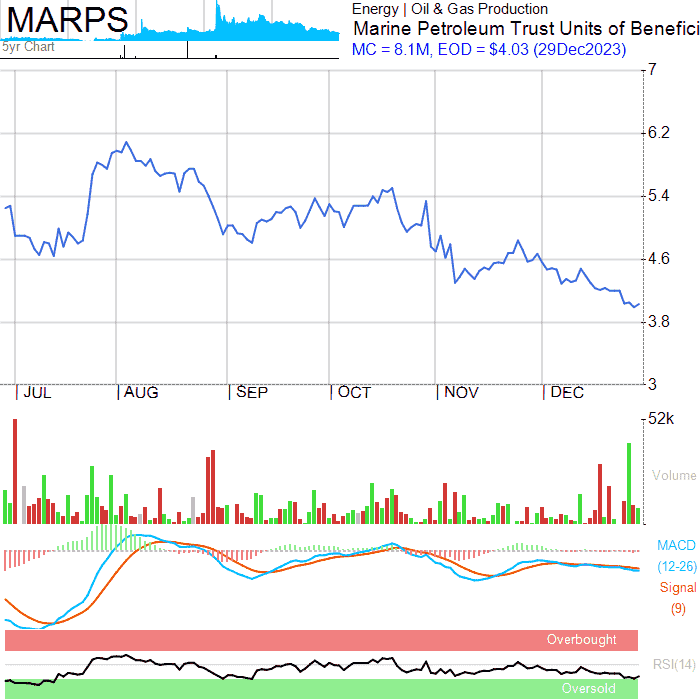 MARPS
5yr Chart
Energy | Oil & Gas Production
Marine Petroleum Trust Units of Benefici
MC = 8.1M, EOD = $4.03 (29Dec2023)
7
6.2
5.4
4.6
3.8
3
JUL AUG SEP OCT NOV DEC
52k
Volume
MACD
(12-26)
Signal
(9)
Overbought
RSI(14)
Oversold